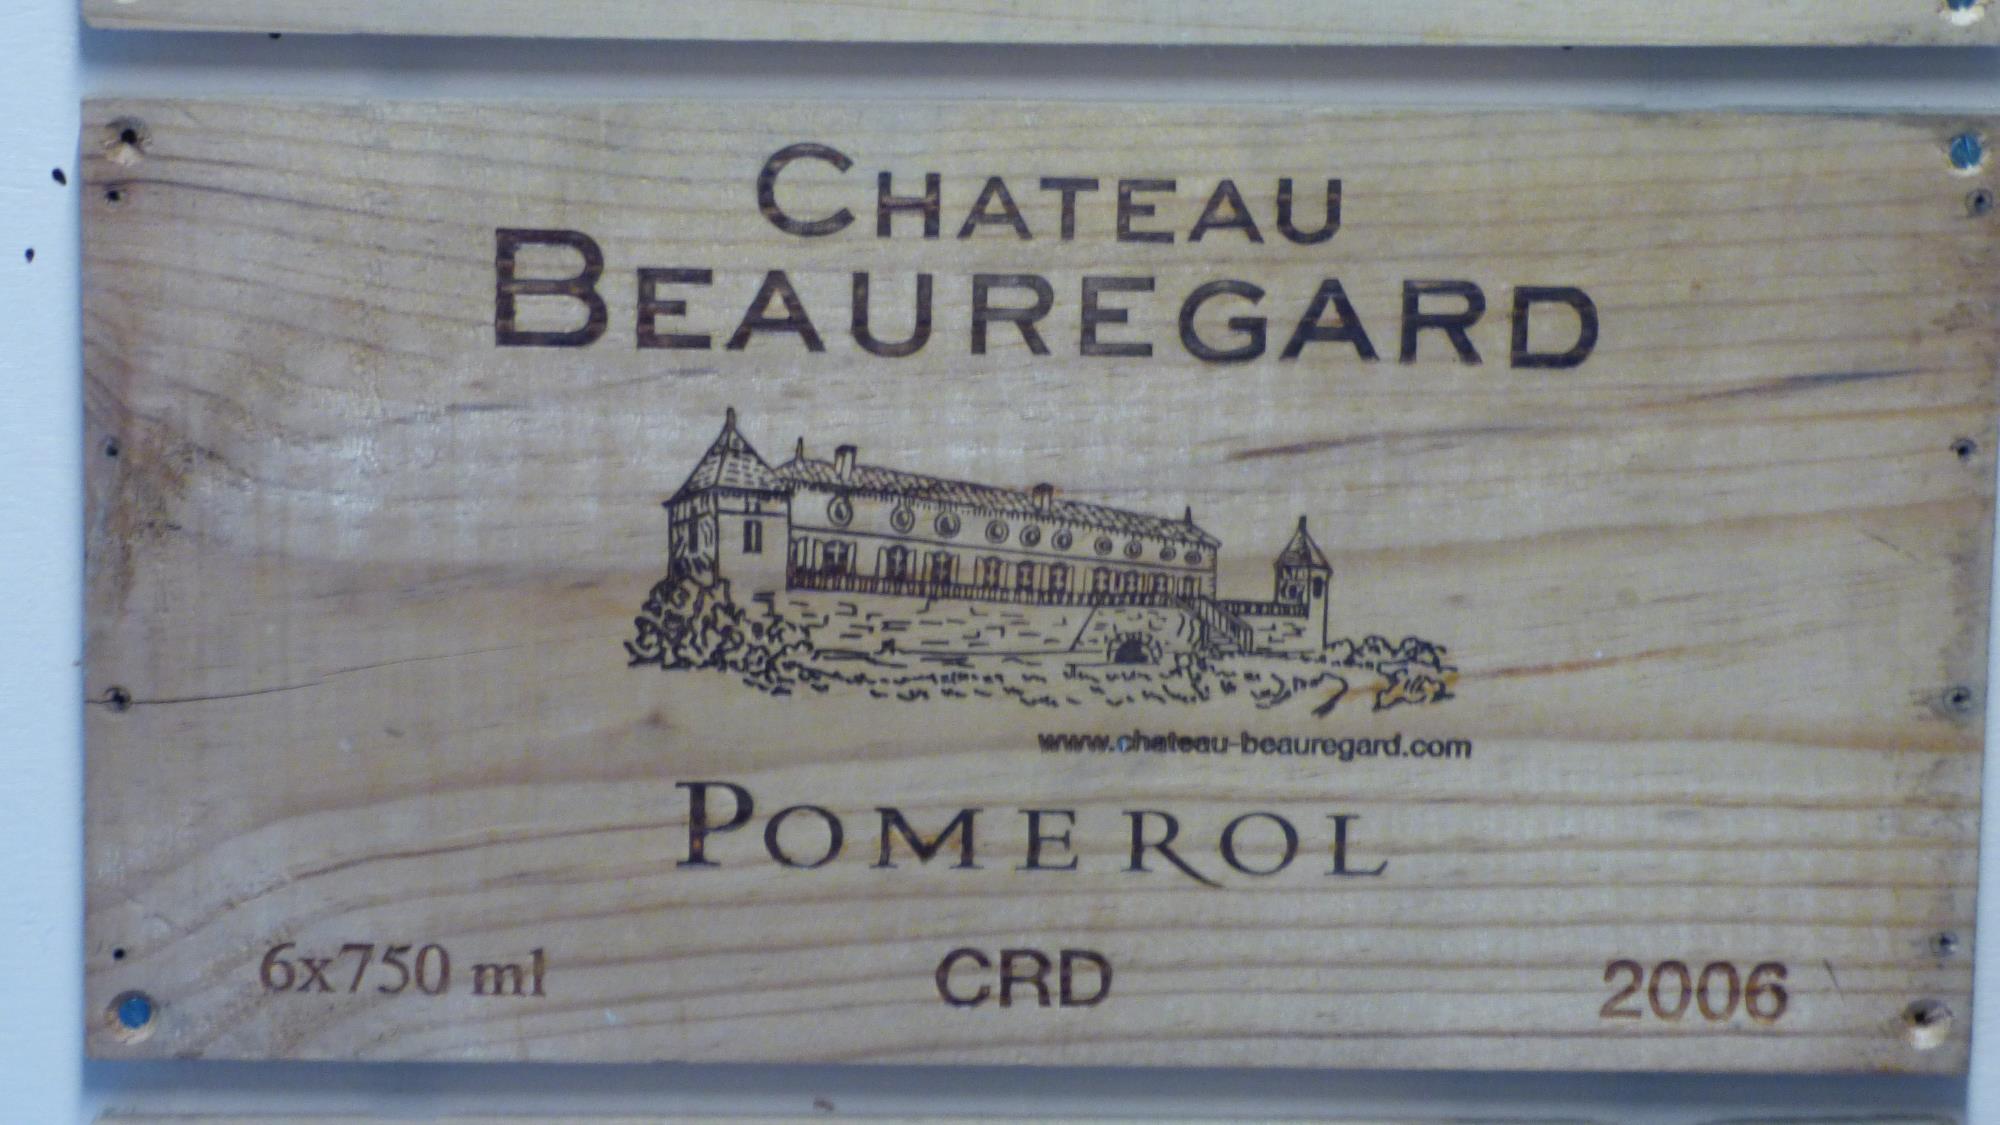 CHATEAU
BEAUREGARD
www.chateau-beauregard.com
POMEROL
6x750 ml CRD 2006